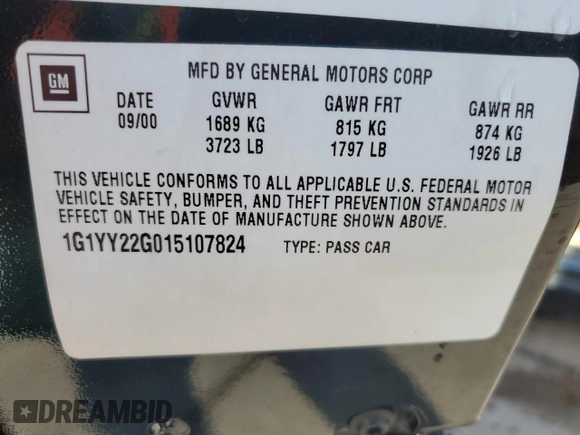 GM
MFD BY GENERAL MOTORS CORP
DATE GVWR GAWR FRT GAWR RR
09/00 1689 KG 815 KG 874 KG
3723 LB 1797 LB 1926 LB
THIS VEHICLE CONFORMS TO ALL APPLICABLE U.S. FEDERAL MOTOR
VEHICLE SAFETY, BUMPER, AND THEFT PREVENTION STANDARDS IN
EFFECT ON THE DATE OF MANUFACTURE SHOWN ABOVE.
1G1YY22G015107824 TYPE: PASS CAR
DREAMBID